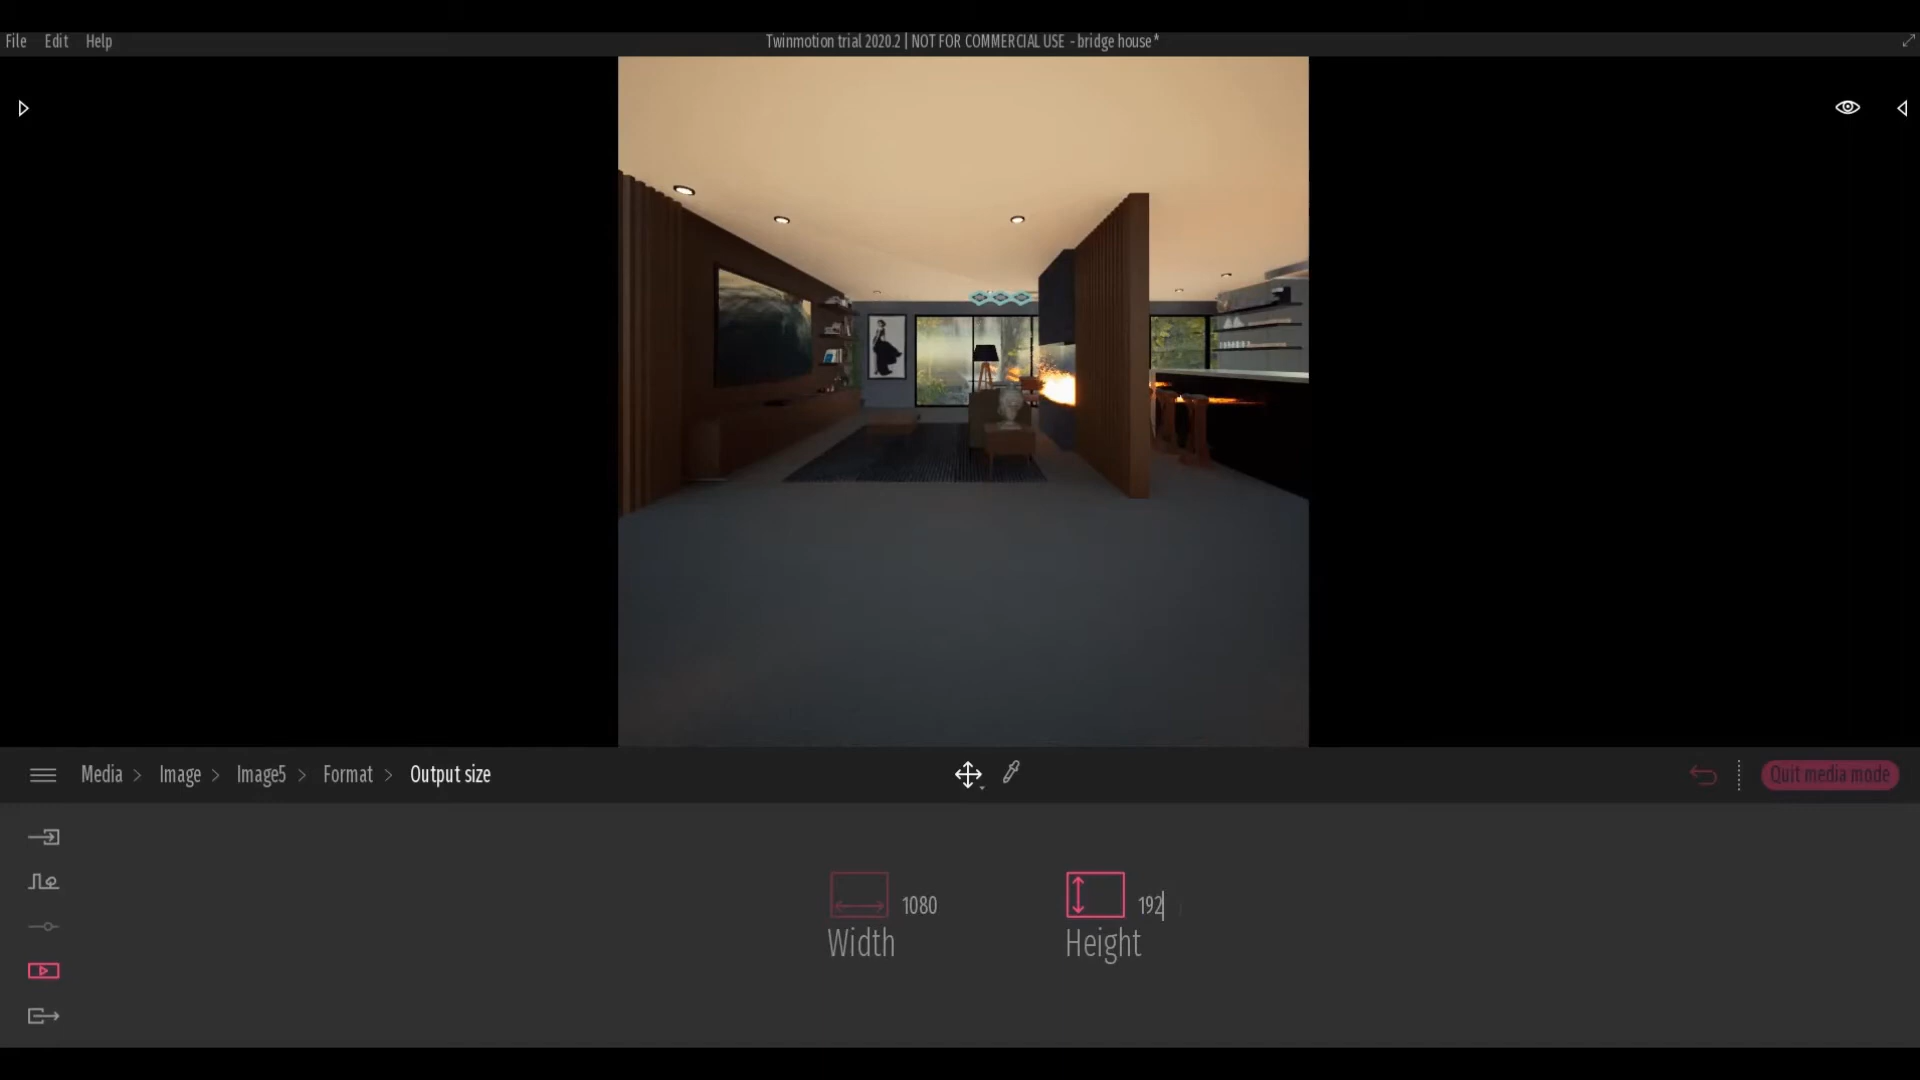 File Edit Help
Twinmotion trial 2020.2 | NOT FOR COMMERCIAL USE - bridge house*
Media > Image > Image5 > Format > Output size
Quit media mode
1080
Width
192
Height